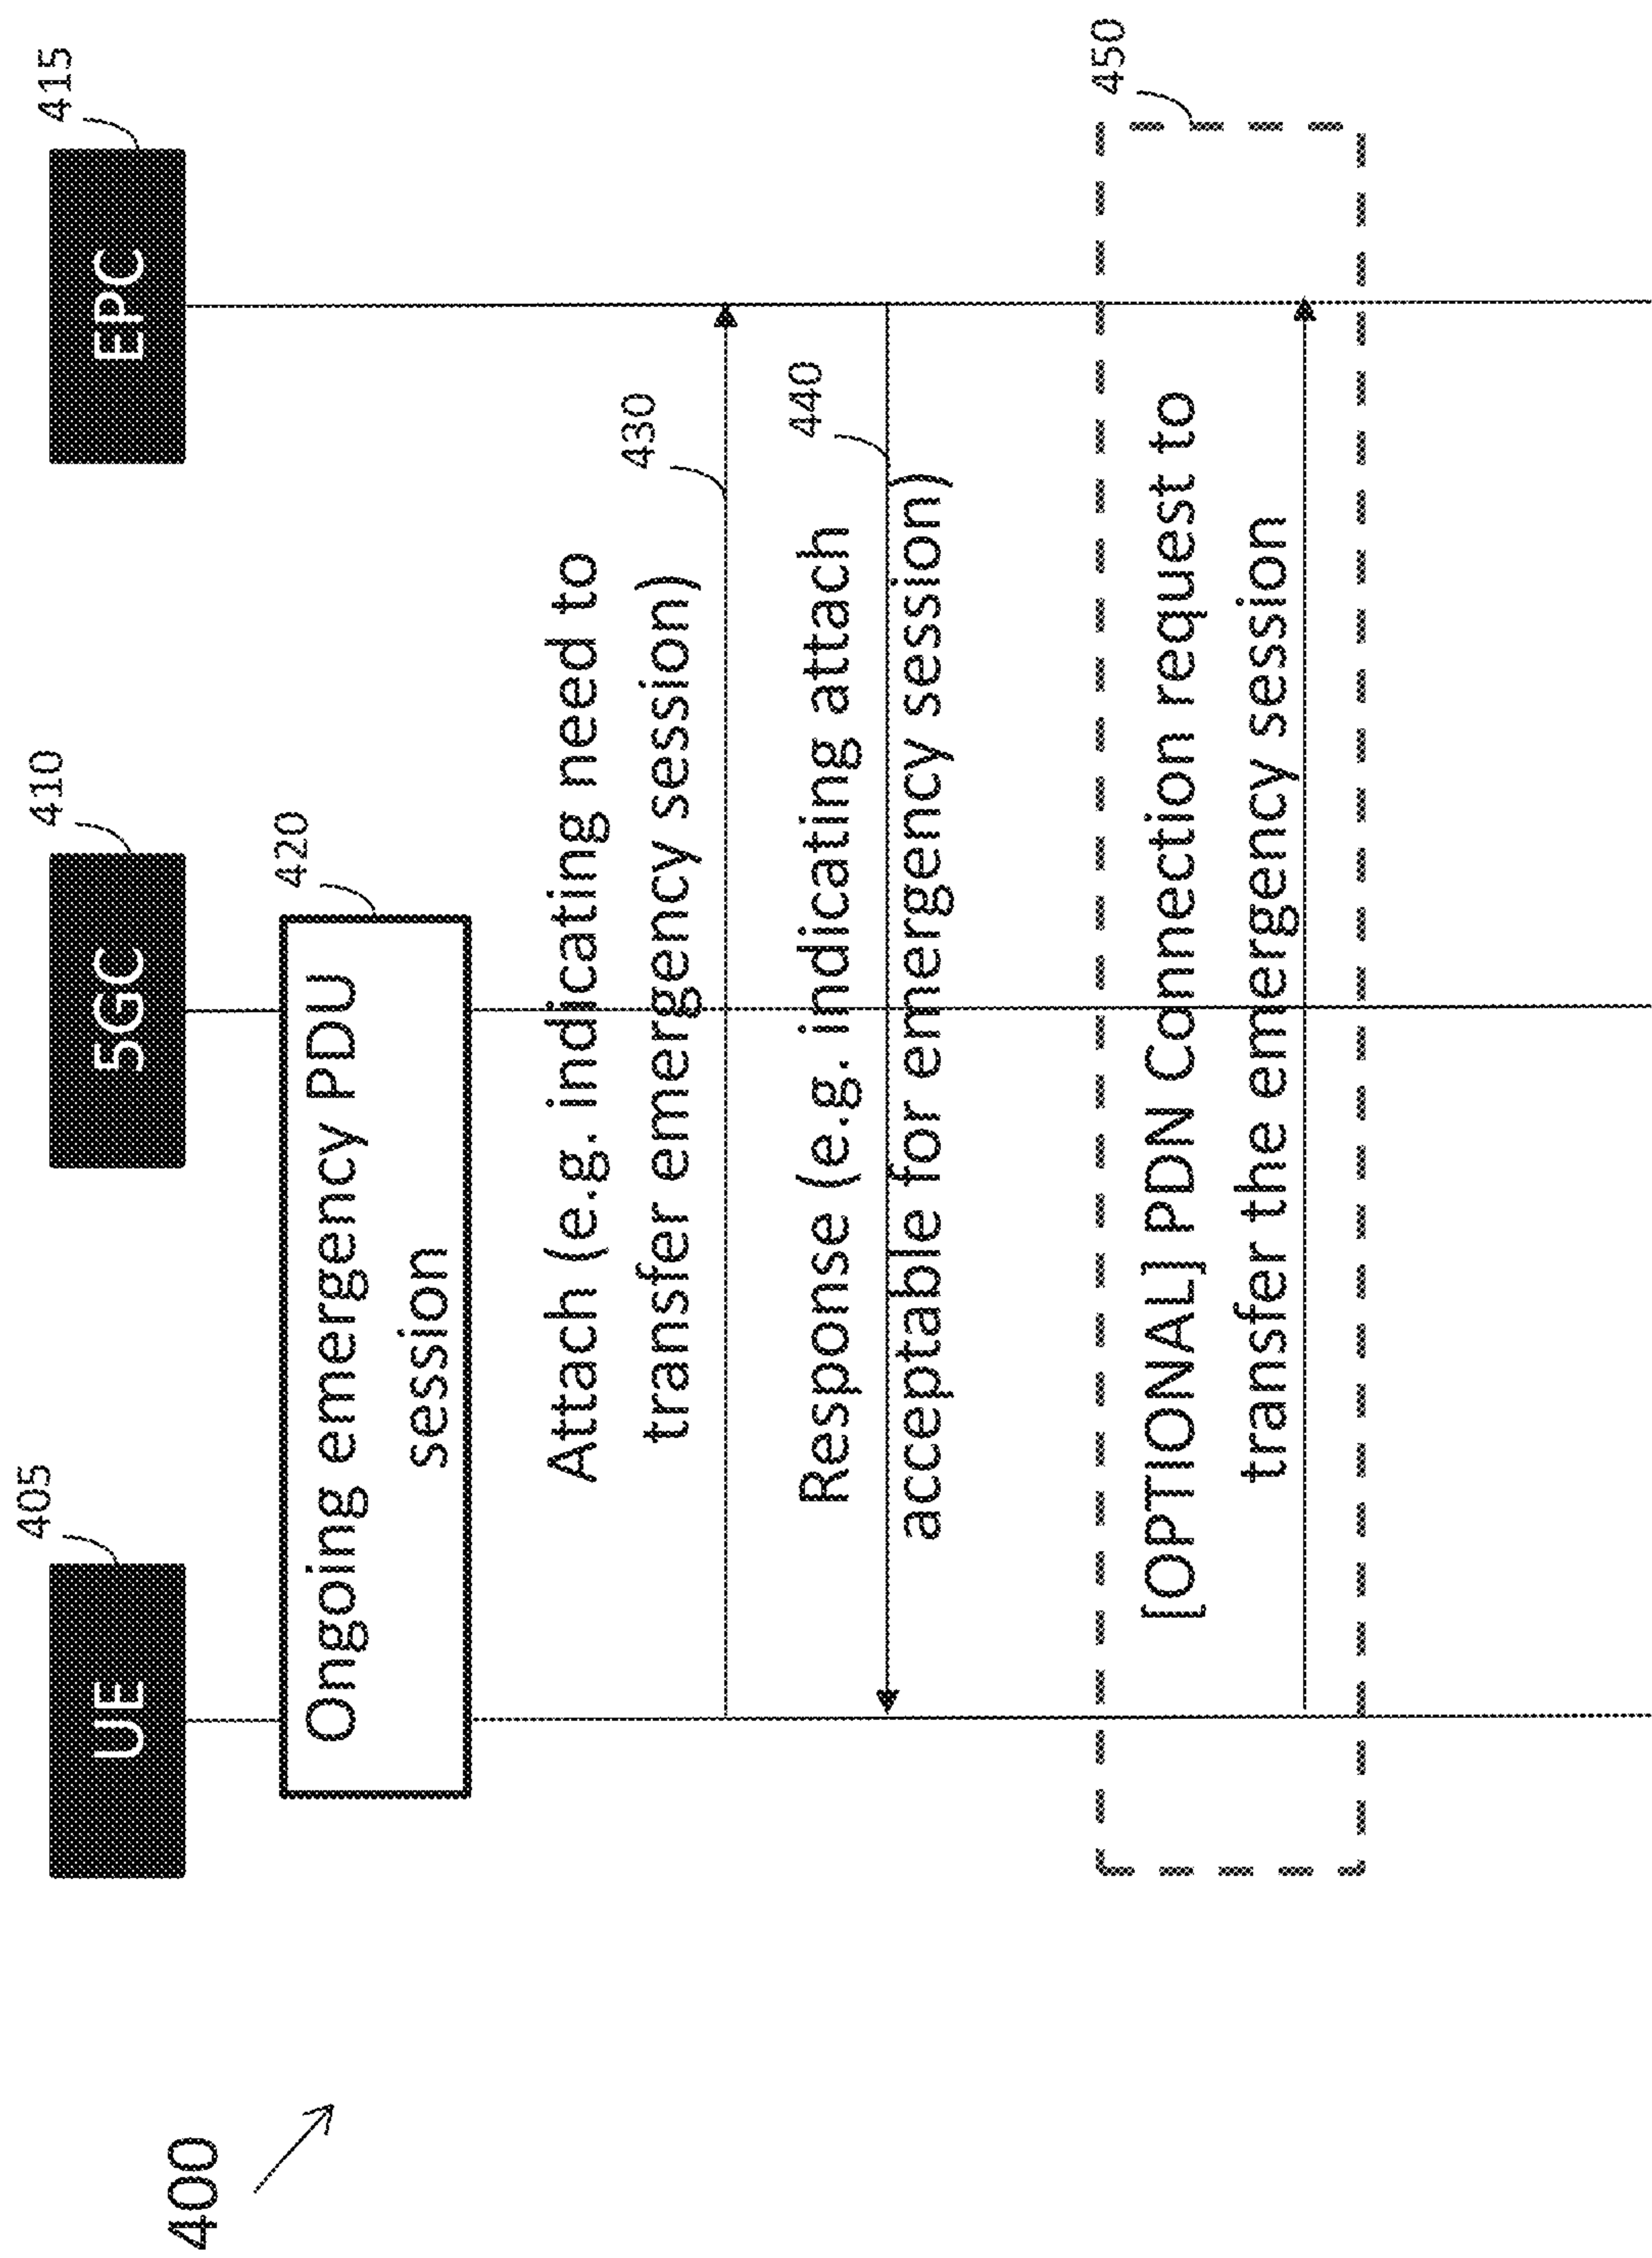 400
405
410
415
UE
5GC
EPC
420
Ongoing emergency PDU
session
Attach (e.g. indicating need to
transfer emergency session)
430
Response (e.g. indicating attach
440
acceptable for emergency session)
450
[OPTIONAL] PDN Connection request to
transfer the emergency session